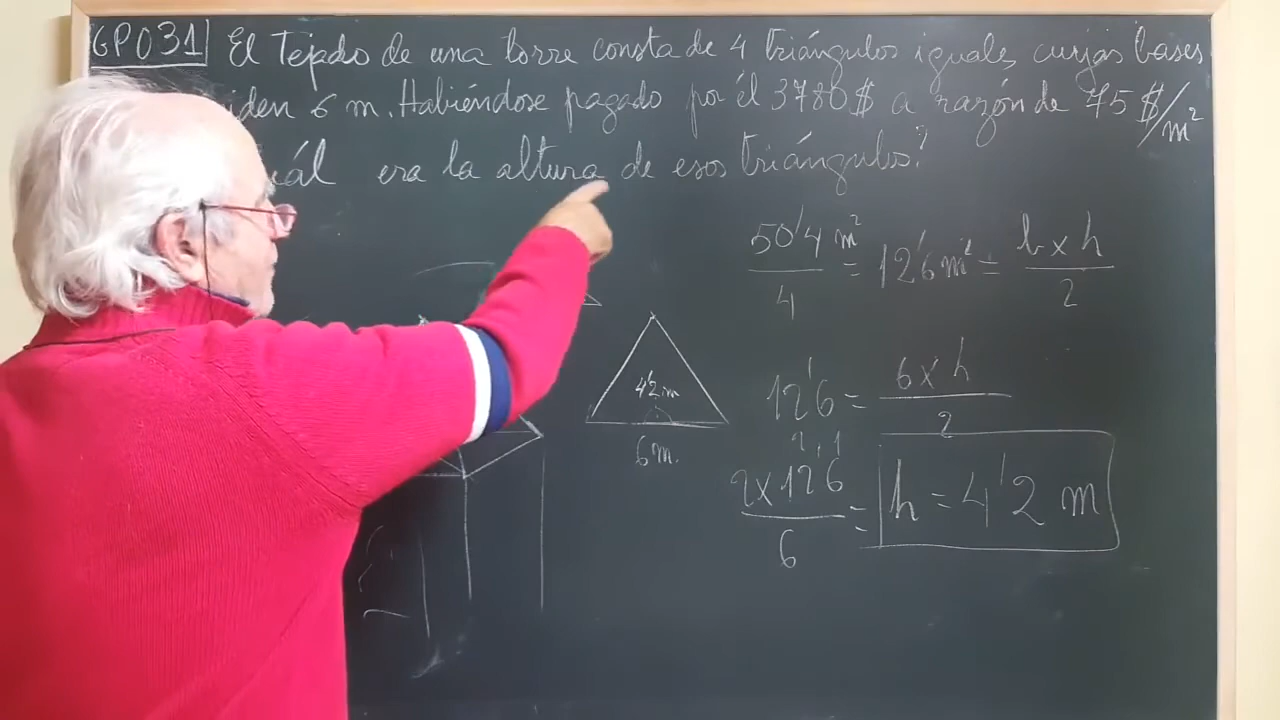 GP031 El Tejado de una torre consta de 4 triángulos iguales cuyas bases
iden 6 m. Habiéndose pagado por él 3780$ a razón de 75 $/m²
uál era la altura de esos triángulos?
50'4 m² / 4 = 12'6 m² = b x h / 2
4'2 m
6 m.
12'6 = 6 x h / 2
2 x 12'6 / 6 = h = 4'2 m